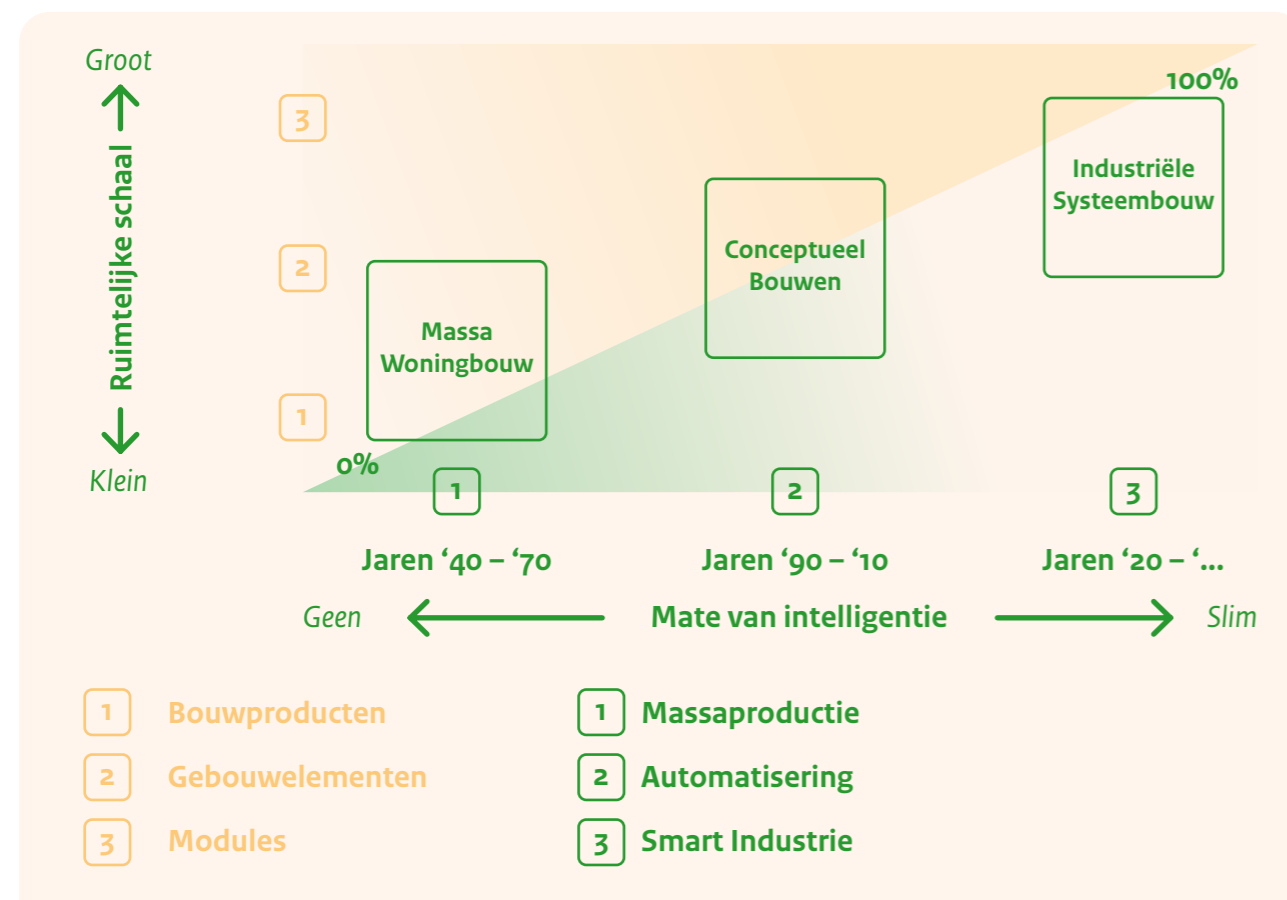 Groot
Ruimtelijke schaal
Klein
3
2
1
100%
Industriële
Systeembouw
Conceptueel
Bouwen
Massa
Woningbouw
0%
1
2
3
Jaren ‘40 – ‘70
Jaren ‘90 – ‘10
Jaren ‘20 – ‘...
Geen
Mate van intelligentie
Slim
1 Bouwproducten
2 Gebouwelementen
3 Modules
1 Massaproductie
2 Automatisering
3 Smart Industrie